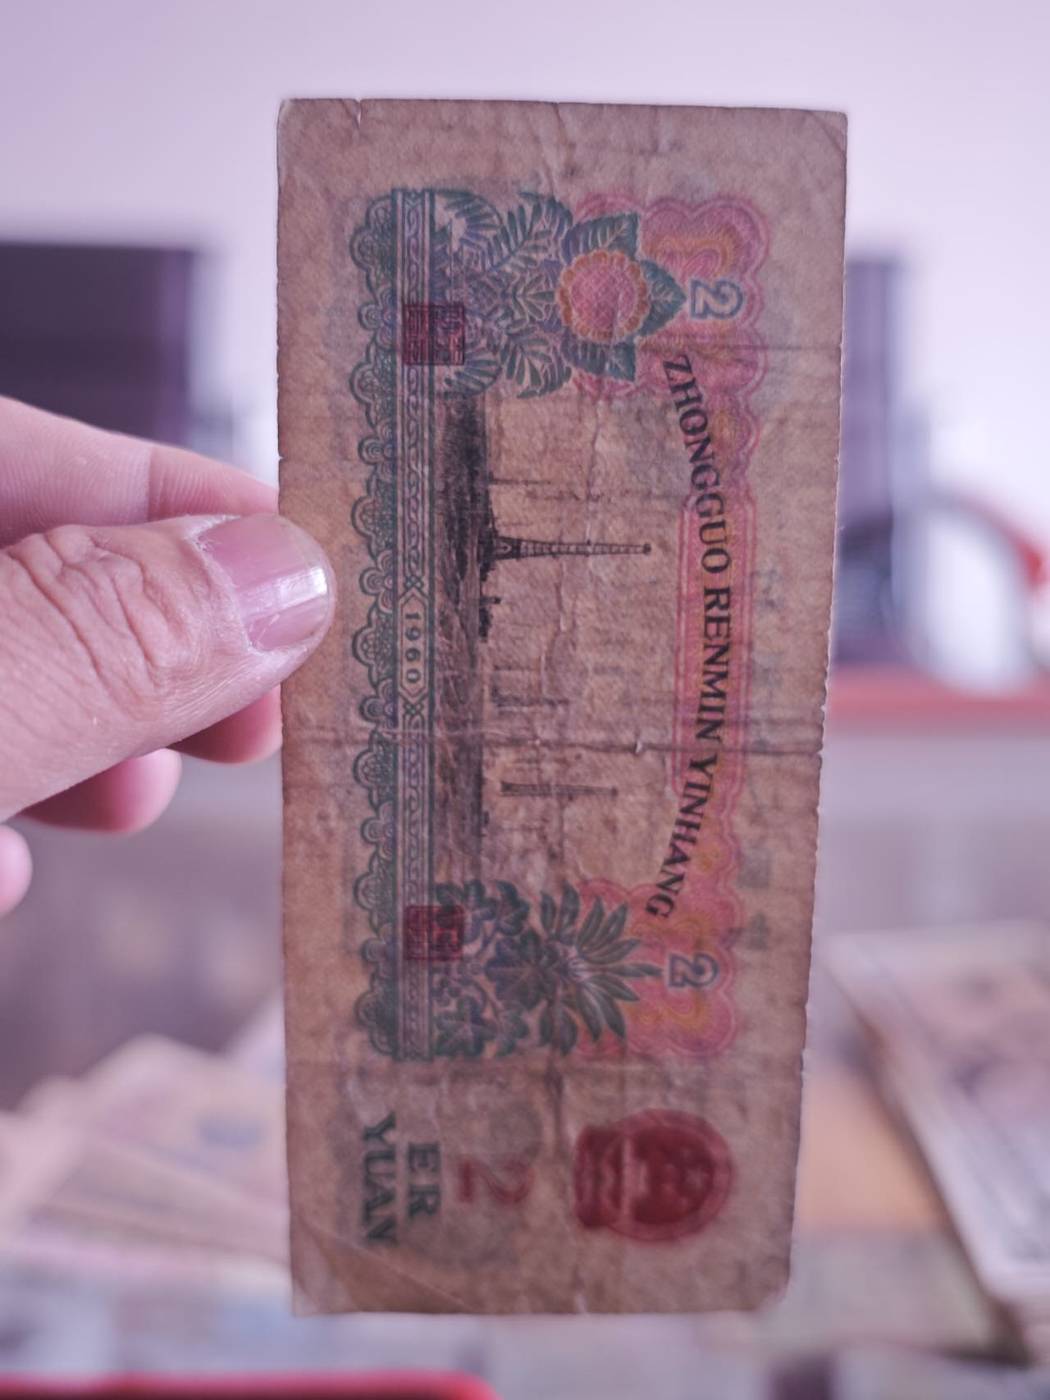 ZHONGGUO RENMIN YINHANG
2
2
1960
2
ER
YUAN